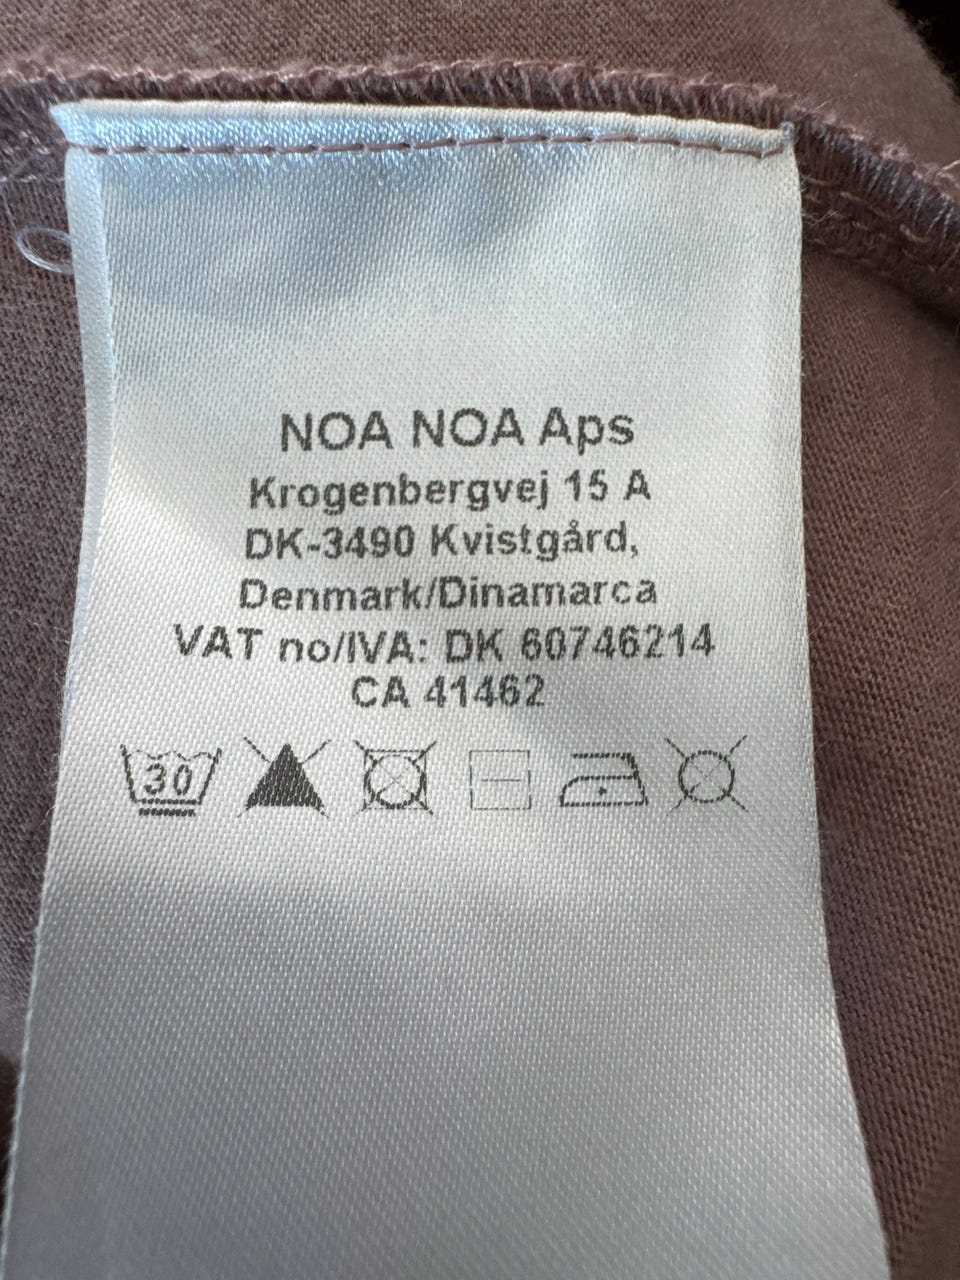 NOA NOA Aps
Krogenbergvej 15 A
DK-3490 Kvistgård,
Denmark/Dinamarca
VAT no/IVA: DK 60746214
CA 41462
30